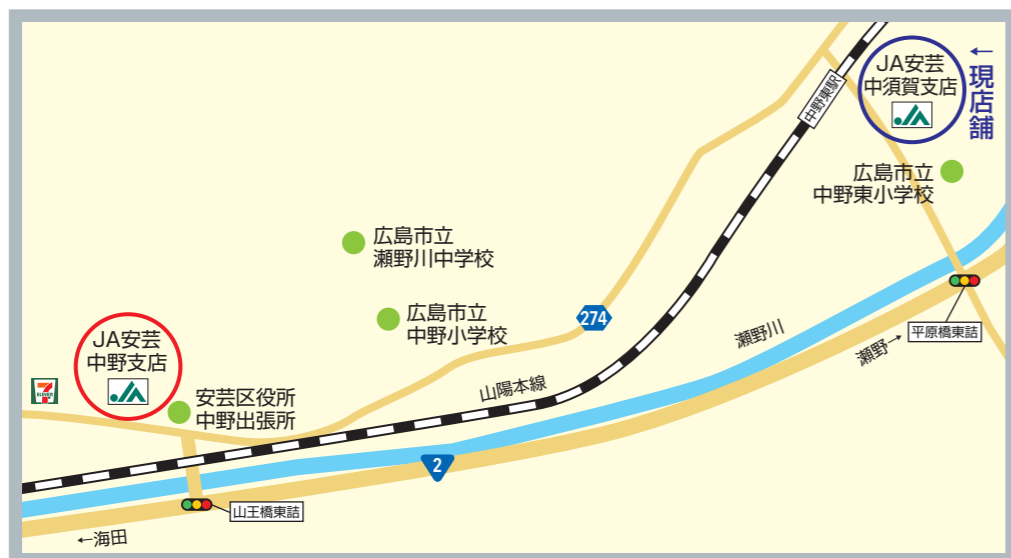 JA安芸
中須賀支店
←現店舗
中野東駅
広島市立
中野東小学校
広島市立
瀬野川中学校
広島市立
中野小学校
274
JA安芸
中野支店
7
ELEVEN
安芸区役所
中野出張所
山陽本線
瀬野川
瀬野→
平原橋東詰
2
山王橋東詰
←海田